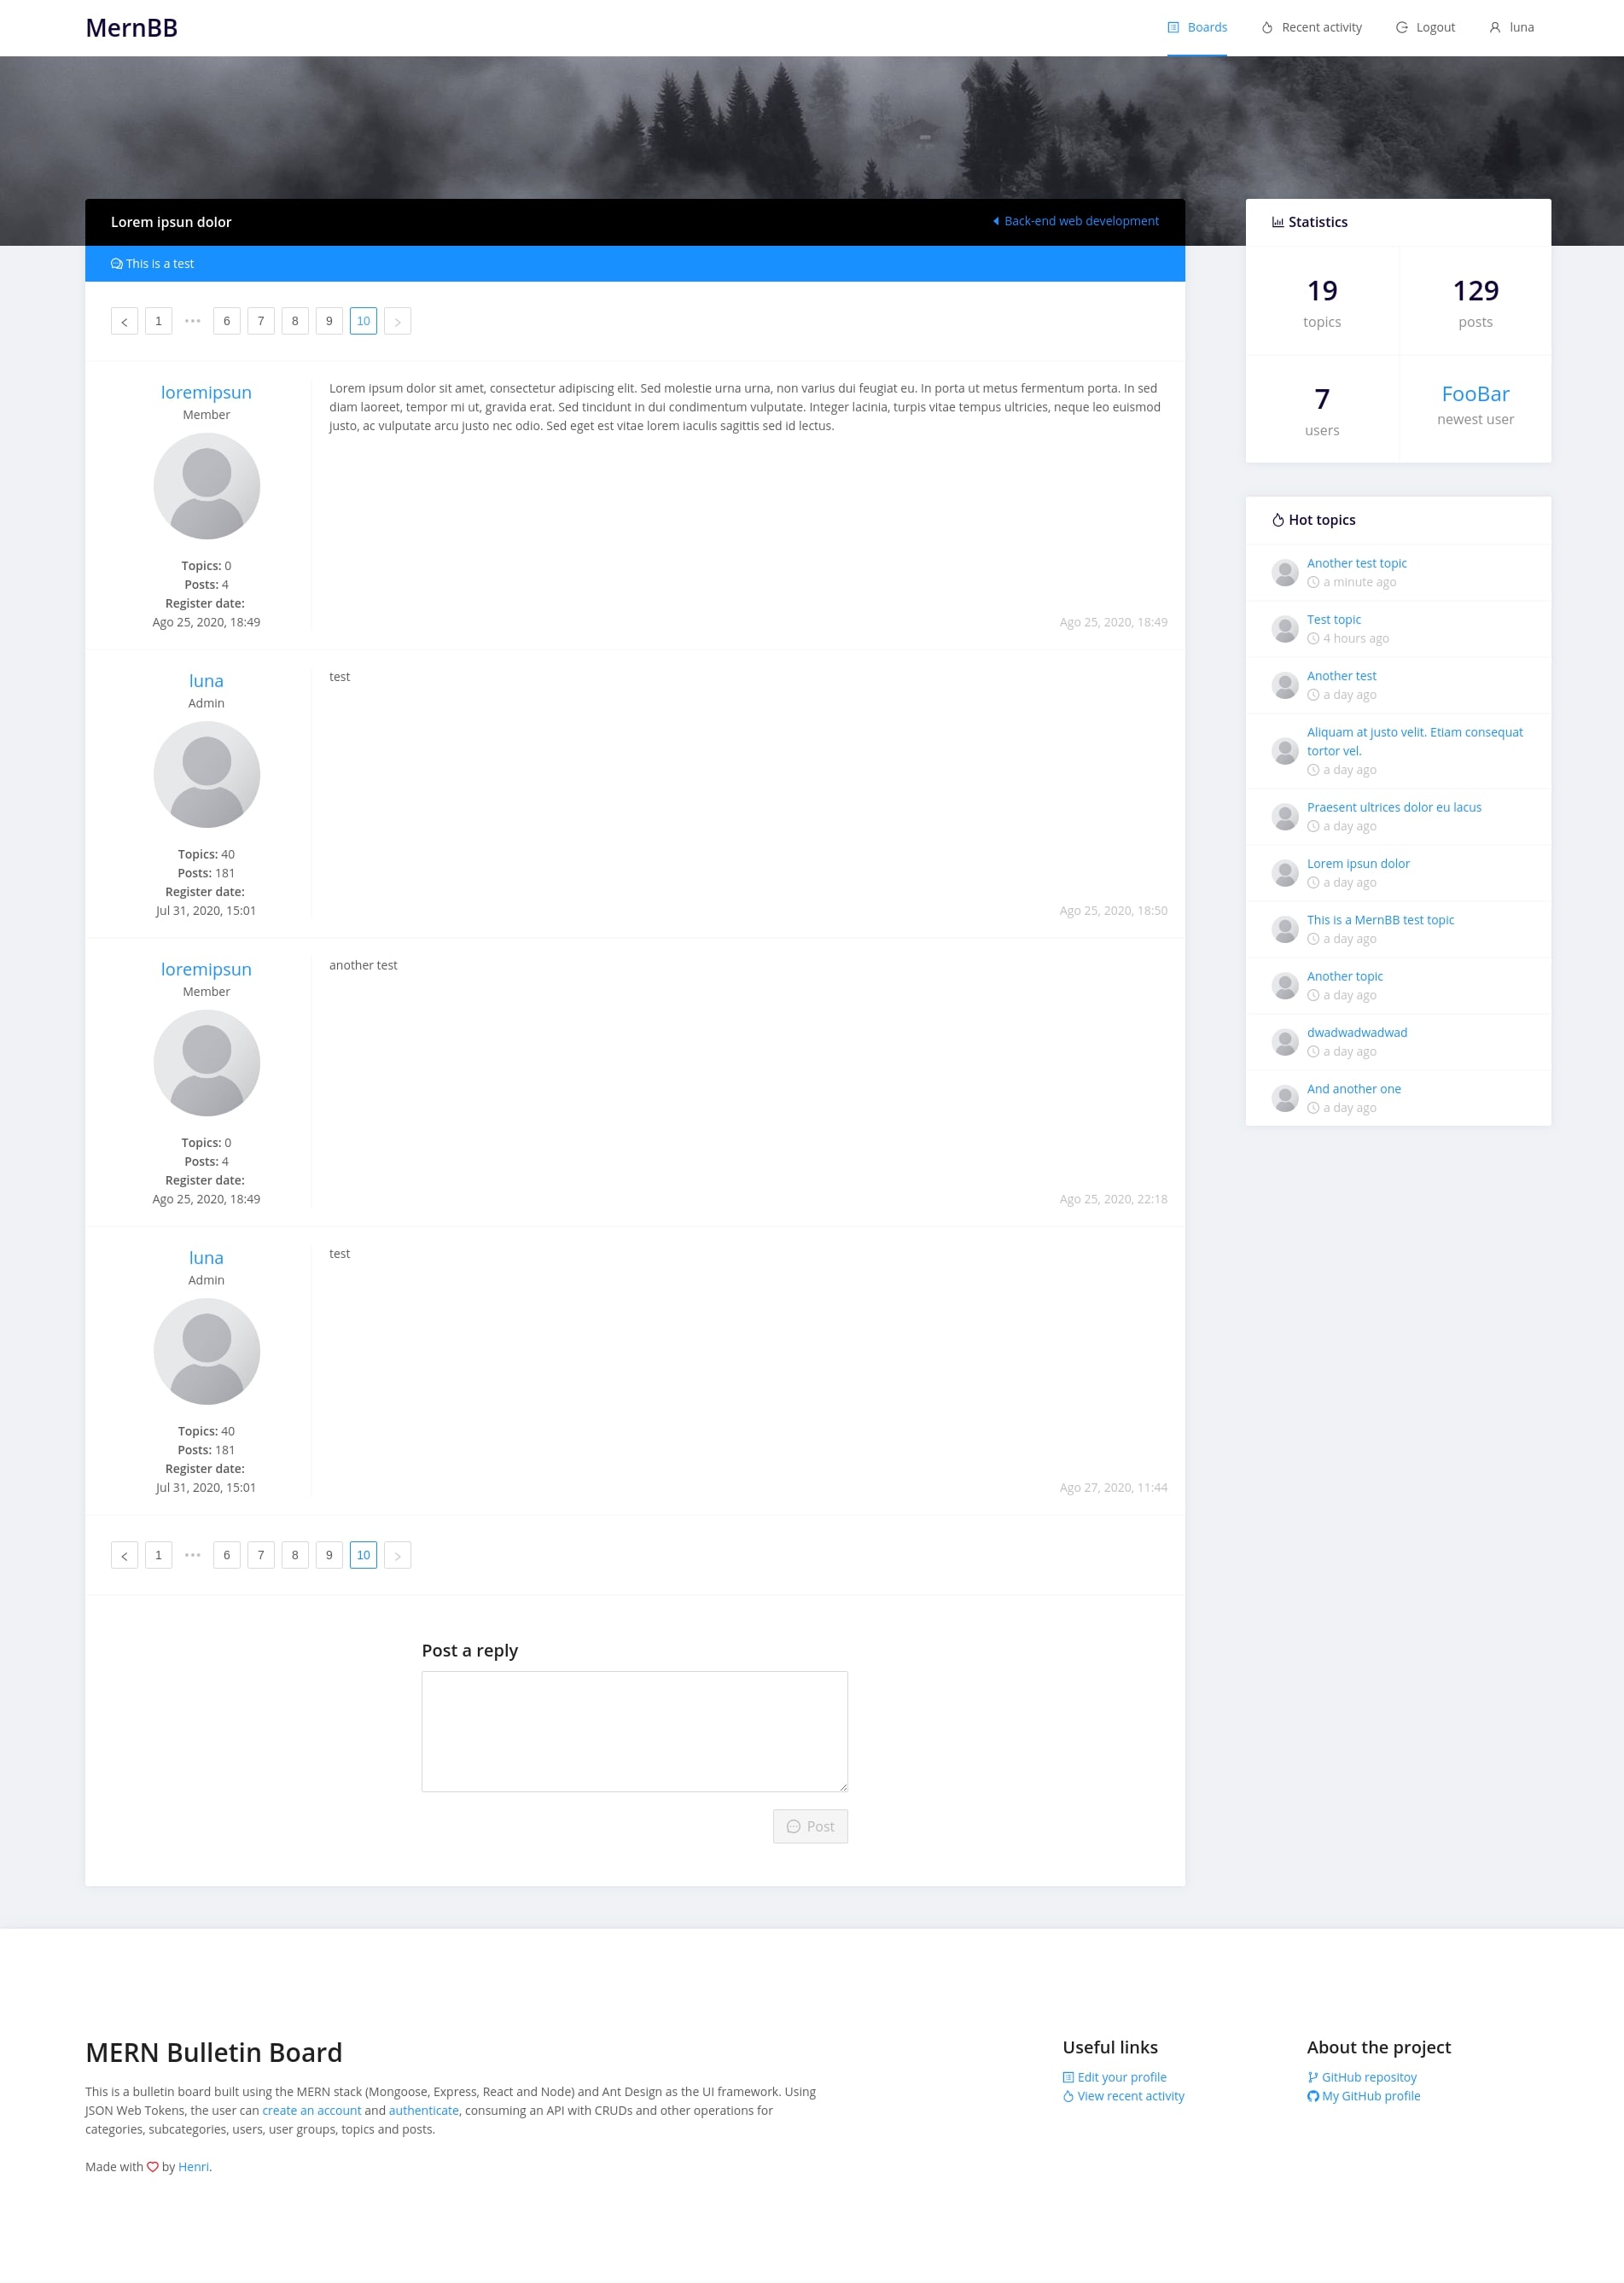 MernBB
Boards
Recent activity
Logout
luna
Lorem ipsun dolor
Back-end web development
This is a test
1 ••• 6 7 8 9 10
loremipsun
Member
Topics: 0
Posts: 4
Register date:
Ago 25, 2020, 18:49
Lorem ipsum dolor sit amet, consectetur adipiscing elit. Sed molestie urna urna, non varius dui feugiat eu. In porta ut metus fermentum porta. In sed
diam laoreet, tempor mi ut, gravida erat. Sed tincidunt in dui condimentum vulputate. Integer lacinia, turpis vitae tempus ultricies, neque leo euismod
justo, ac vulputate arcu justo nec odio. Sed eget est vitae lorem iaculis sagittis sed id lectus.
Ago 25, 2020, 18:49
luna
Admin
Topics: 40
Posts: 181
Register date:
Jul 31, 2020, 15:01
test
Ago 25, 2020, 18:50
loremipsun
Member
Topics: 0
Posts: 4
Register date:
Ago 25, 2020, 18:49
another test
Ago 25, 2020, 22:18
luna
Admin
Topics: 40
Posts: 181
Register date:
Jul 31, 2020, 15:01
test
Ago 27, 2020, 11:44
1 ••• 6 7 8 9 10
Post a reply
Post
Statistics
19
topics
129
posts
7
users
FooBar
newest user
Hot topics
Another test topic
a minute ago
Test topic
4 hours ago
Another test
a day ago
Aliquam at justo velit. Etiam consequat
tortor vel.
a day ago
Praesent ultrices dolor eu lacus
a day ago
Lorem ipsun dolor
a day ago
This is a MernBB test topic
a day ago
Another topic
a day ago
dwadwadwadwad
a day ago
And another one
a day ago
MERN Bulletin Board
This is a bulletin board built using the MERN stack (Mongoose, Express, React and Node) and Ant Design as the UI framework. Using
JSON Web Tokens, the user can create an account and authenticate, consuming an API with CRUDs and other operations for
categories, subcategories, users, user groups, topics and posts.
Made with ♡ by Henri.
Useful links
Edit your profile
View recent activity
About the project
GitHub repositoy
My GitHub profile